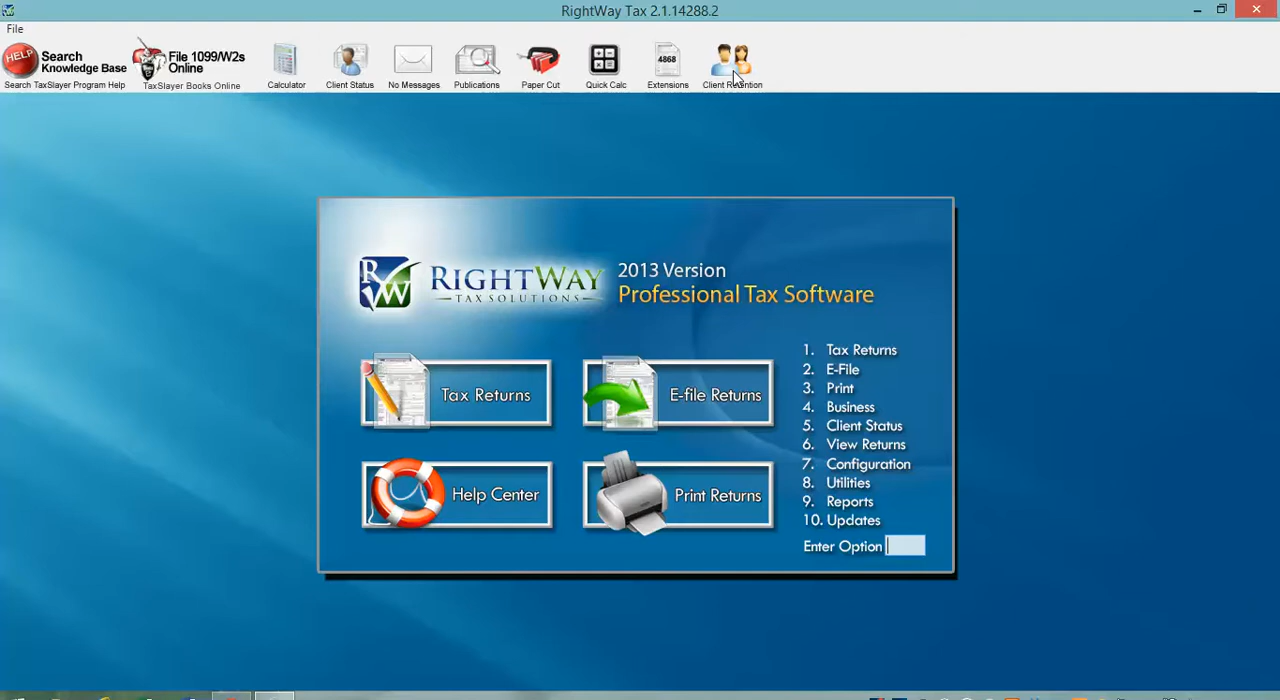 RightWay Tax 2.1.14288.2
File
HELP Search Knowledge Base
Search TaxSlayer Program Help
File 1099/W2s Online
TaxSlayer Books Online
Calculator
Client Status
No Messages
Publications
Paper Cut
Quick Calc
4868
Extensions
Client Retention
RW RIGHTWAY
TAX SOLUTIONS
2013 Version
Professional Tax Software
Tax Returns
E-file Returns
Help Center
Print Returns
1. Tax Returns
2. E-File
3. Print
4. Business
5. Client Status
6. View Returns
7. Configuration
8. Utilities
9. Reports
10. Updates
Enter Option